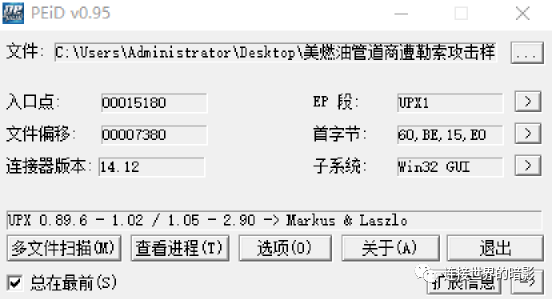 PEiD v0.95
文件: C:\Users\Administrator\Desktop\美燃油管道商遭勒索攻击样 ...
入口点: 00015180 EP 段: UPX1 >
文件偏移: 00007380 首字节: 60,BE,15,E0 >
连接器版本: 14.12 子系统: Win32 GUI >
UPX 0.89.6 - 1.02 / 1.05 - 2.90 -> Markus & Laszlo
多文件扫描(M) 查看进程(T) 选项(O) 关于(A) 退出
总在最前(S) 扩展信息 ->
连接世界的暗影